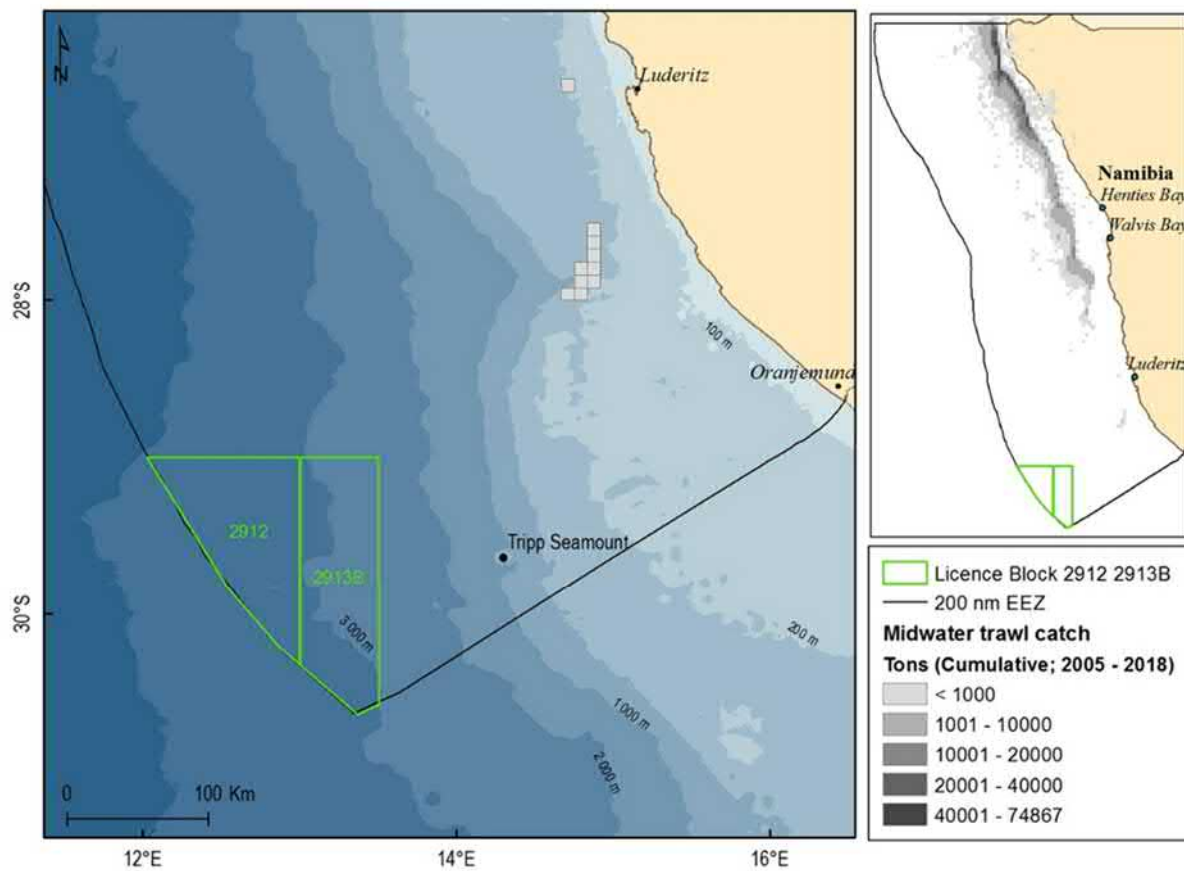 N
Luderitz
28°S
100 m
Oranjemund
2912
Tripp Seamount
2913B
30°S
3 000 m
200 m
1 000 m
2 000 m
0 100 Km
12°E 14°E 16°E
Namibia
Henties Bay
Walvis Bay
Luderitz
Licence Block 2912 2913B
200 nm EEZ
Midwater trawl catch
Tons (Cumulative; 2005 - 2018)
< 1000
1001 - 10000
10001 - 20000
20001 - 40000
40001 - 74867